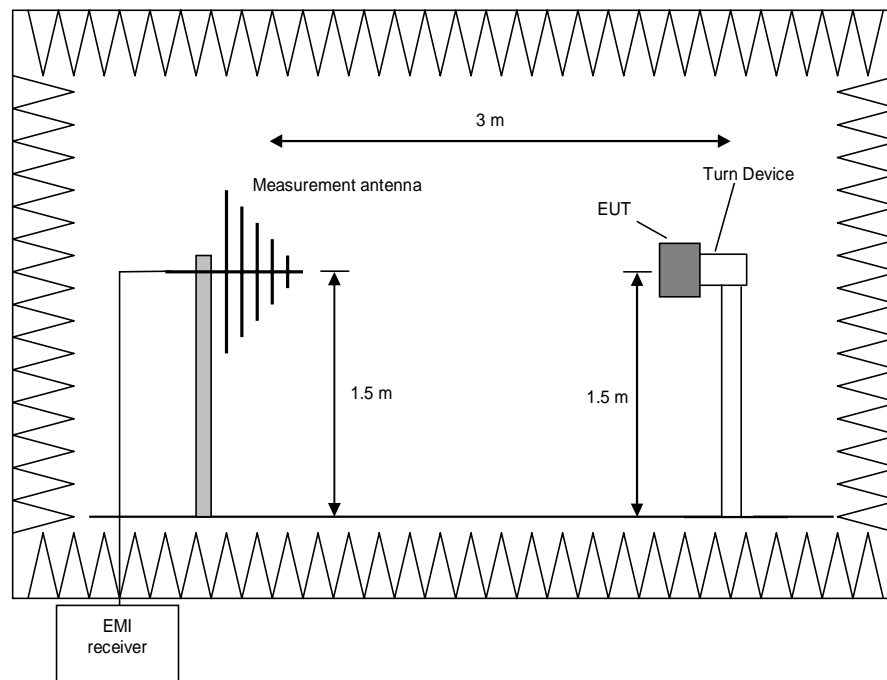 3 m
Measurement antenna
Turn Device
EUT
1.5 m
1.5 m
EMI
receiver